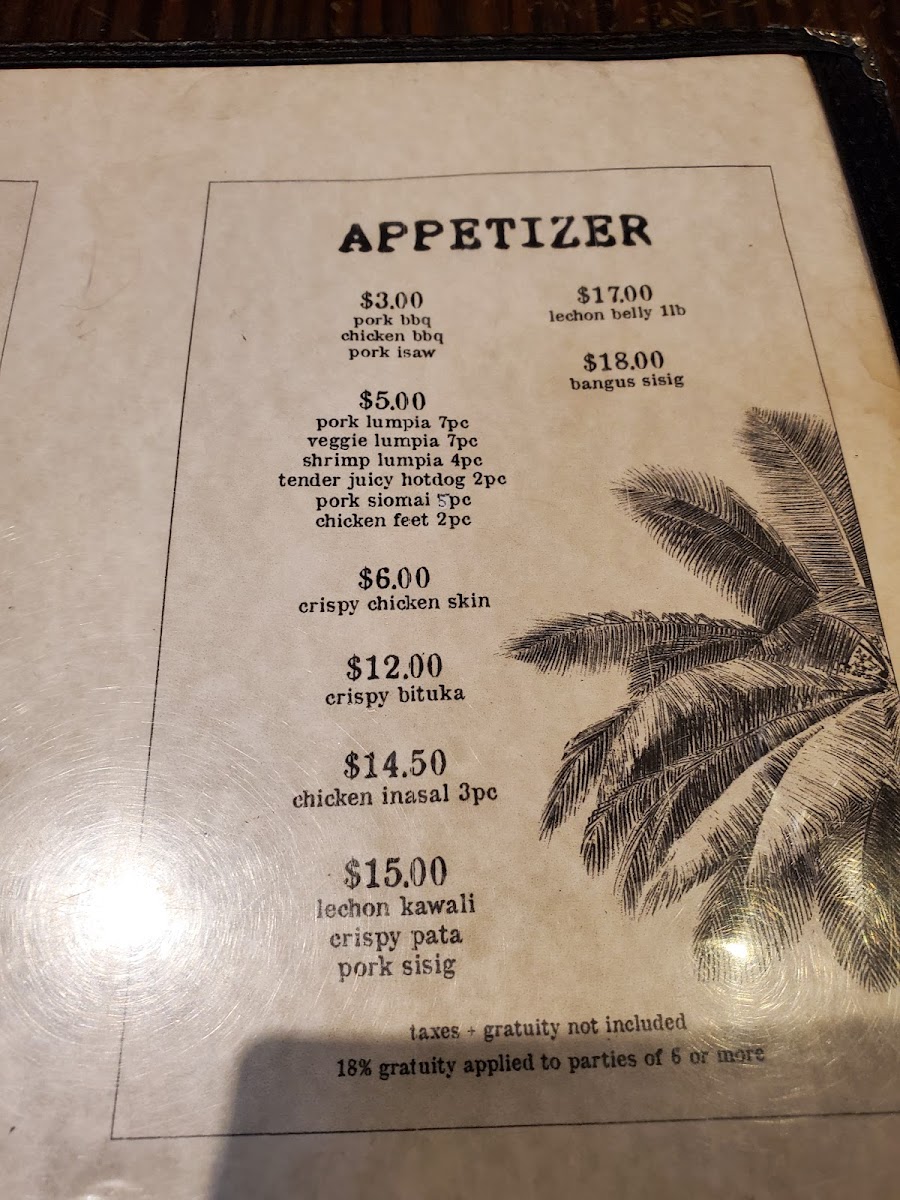 APPETIZER
$3.00
pork bbq
chicken bbq
pork isaw
$5.00
pork lumpia 7pc
veggie lumpia 7pc
shrimp lumpia 4pc
tender juicy hotdog 2pc
pork siomai 5pc
chicken feet 2pc
$6.00
crispy chicken skin
$12.00
crispy bituka
$14.50
chicken inasal 3pc
$15.00
lechon kawali
crispy pata
pork sisig
$17.00
lechon belly 1lb
$18.00
bangus sisig
taxes + gratuity not included
18% gratuity applied to parties of 6 or more